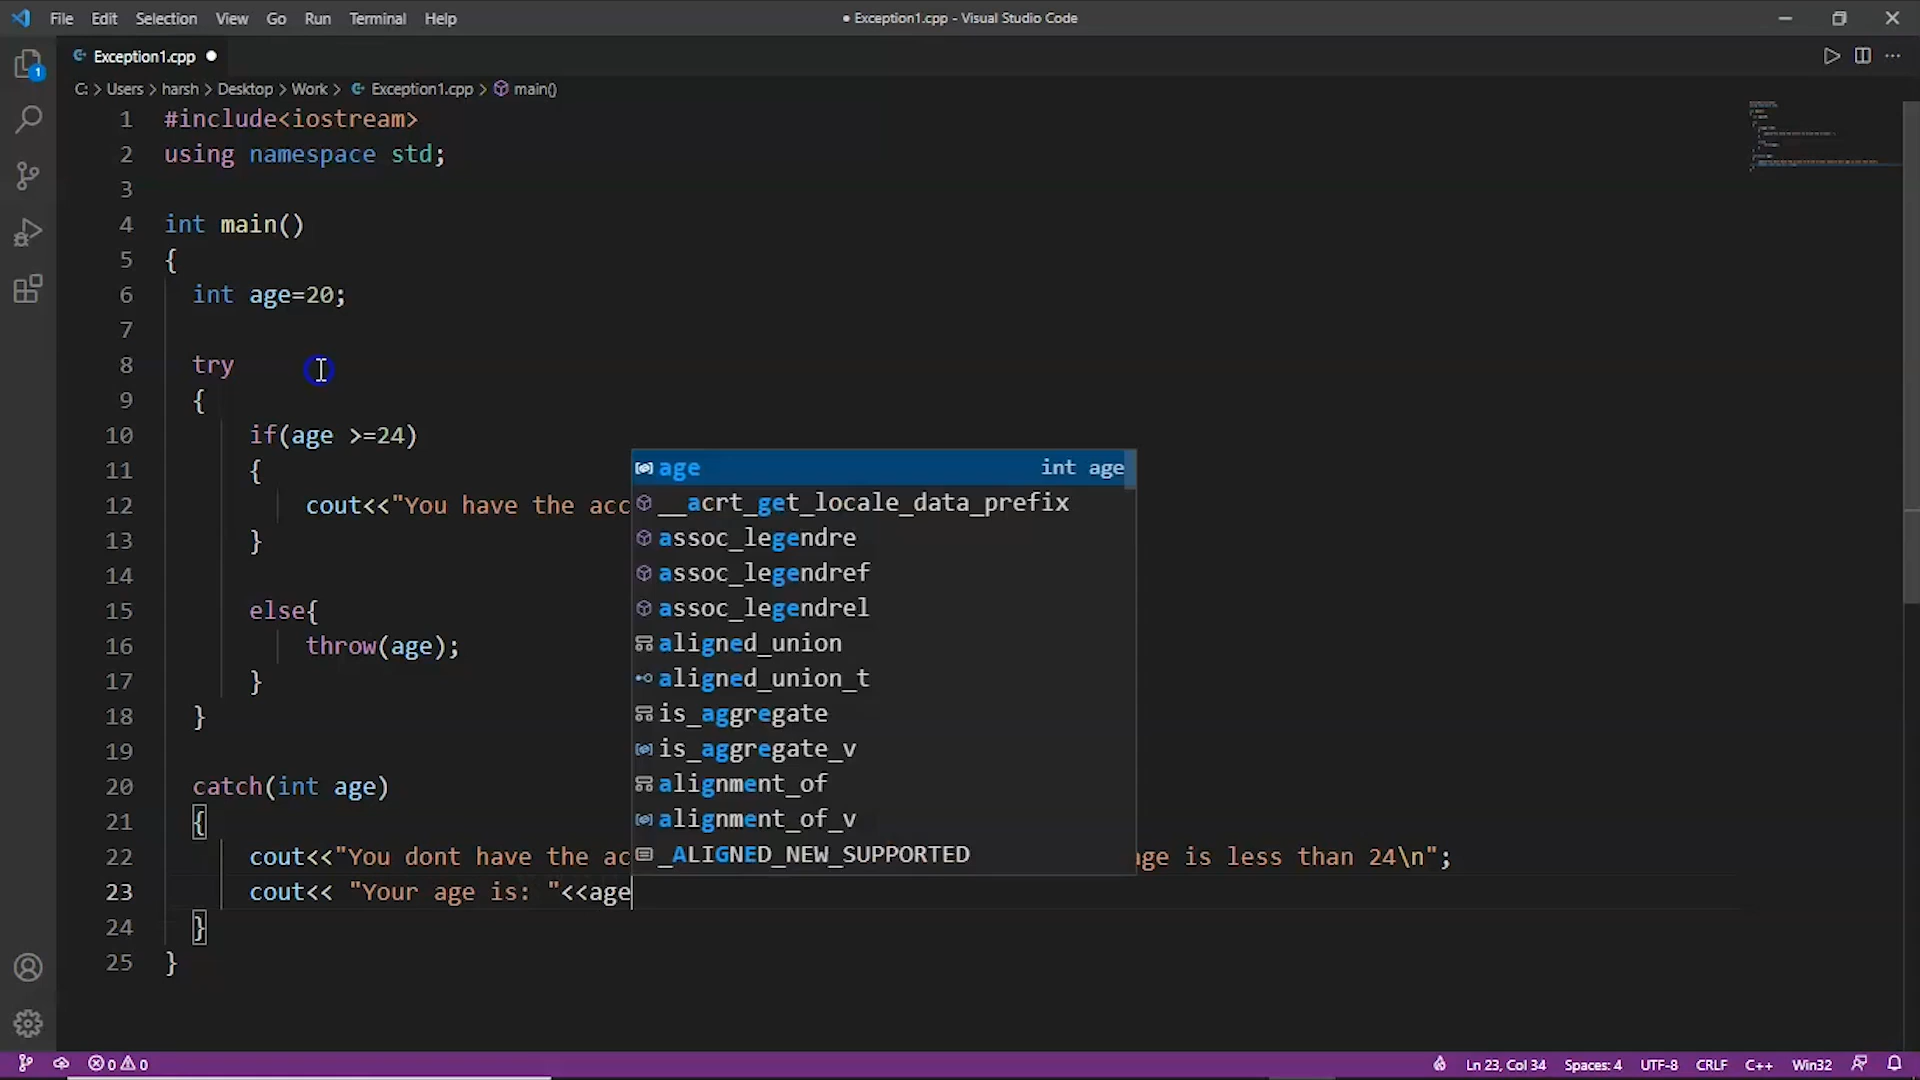 File Edit Selection View Go Run Terminal Help
● Exception1.cpp - Visual Studio Code
Exception1.cpp ●
C: > Users > harsh > Desktop > Work > Exception1.cpp > main()
1 #include<iostream>
2 using namespace std;
3
4 int main()
5 {
6 int age=20;
7
8 try
9 {
10 if(age >=24)
11 {
12 cout<<"You have the acc
13 }
14
15 else{
16 throw(age);
17 }
18 }
19
20 catch(int age)
21 {
22 cout<<"You dont have the ac age is less than 24\n";
23 cout<< "Your age is: "<<age
24 }
25 }
age int age
__acrt_get_locale_data_prefix
assoc_legendre
assoc_legendref
assoc_legendrel
aligned_union
aligned_union_t
is_aggregate
is_aggregate_v
alignment_of
alignment_of_v
_ALIGNED_NEW_SUPPORTED
1
0 0
Ln 23, Col 34 Spaces: 4 UTF-8 CRLF C++ Win32